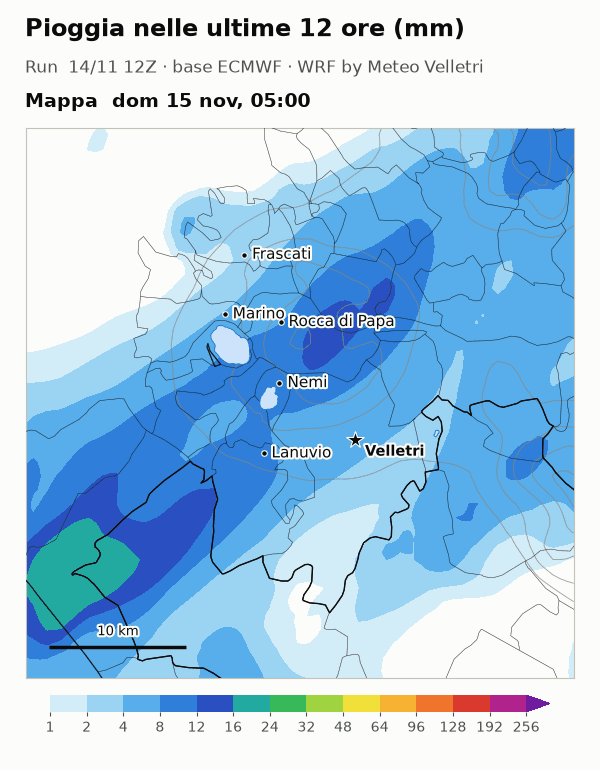 Pioggia nelle ultime 12 ore (mm)
Run 14/11 12Z · base ECMWF · WRF by Meteo Velletri
Mappa dom 15 nov, 05:00
Frascati
Marino
Rocca di Papa
Nemi
Velletri
Lanuvio
10 km
1 2 4 8 12 16 24 32 48 64 96 128 192 256